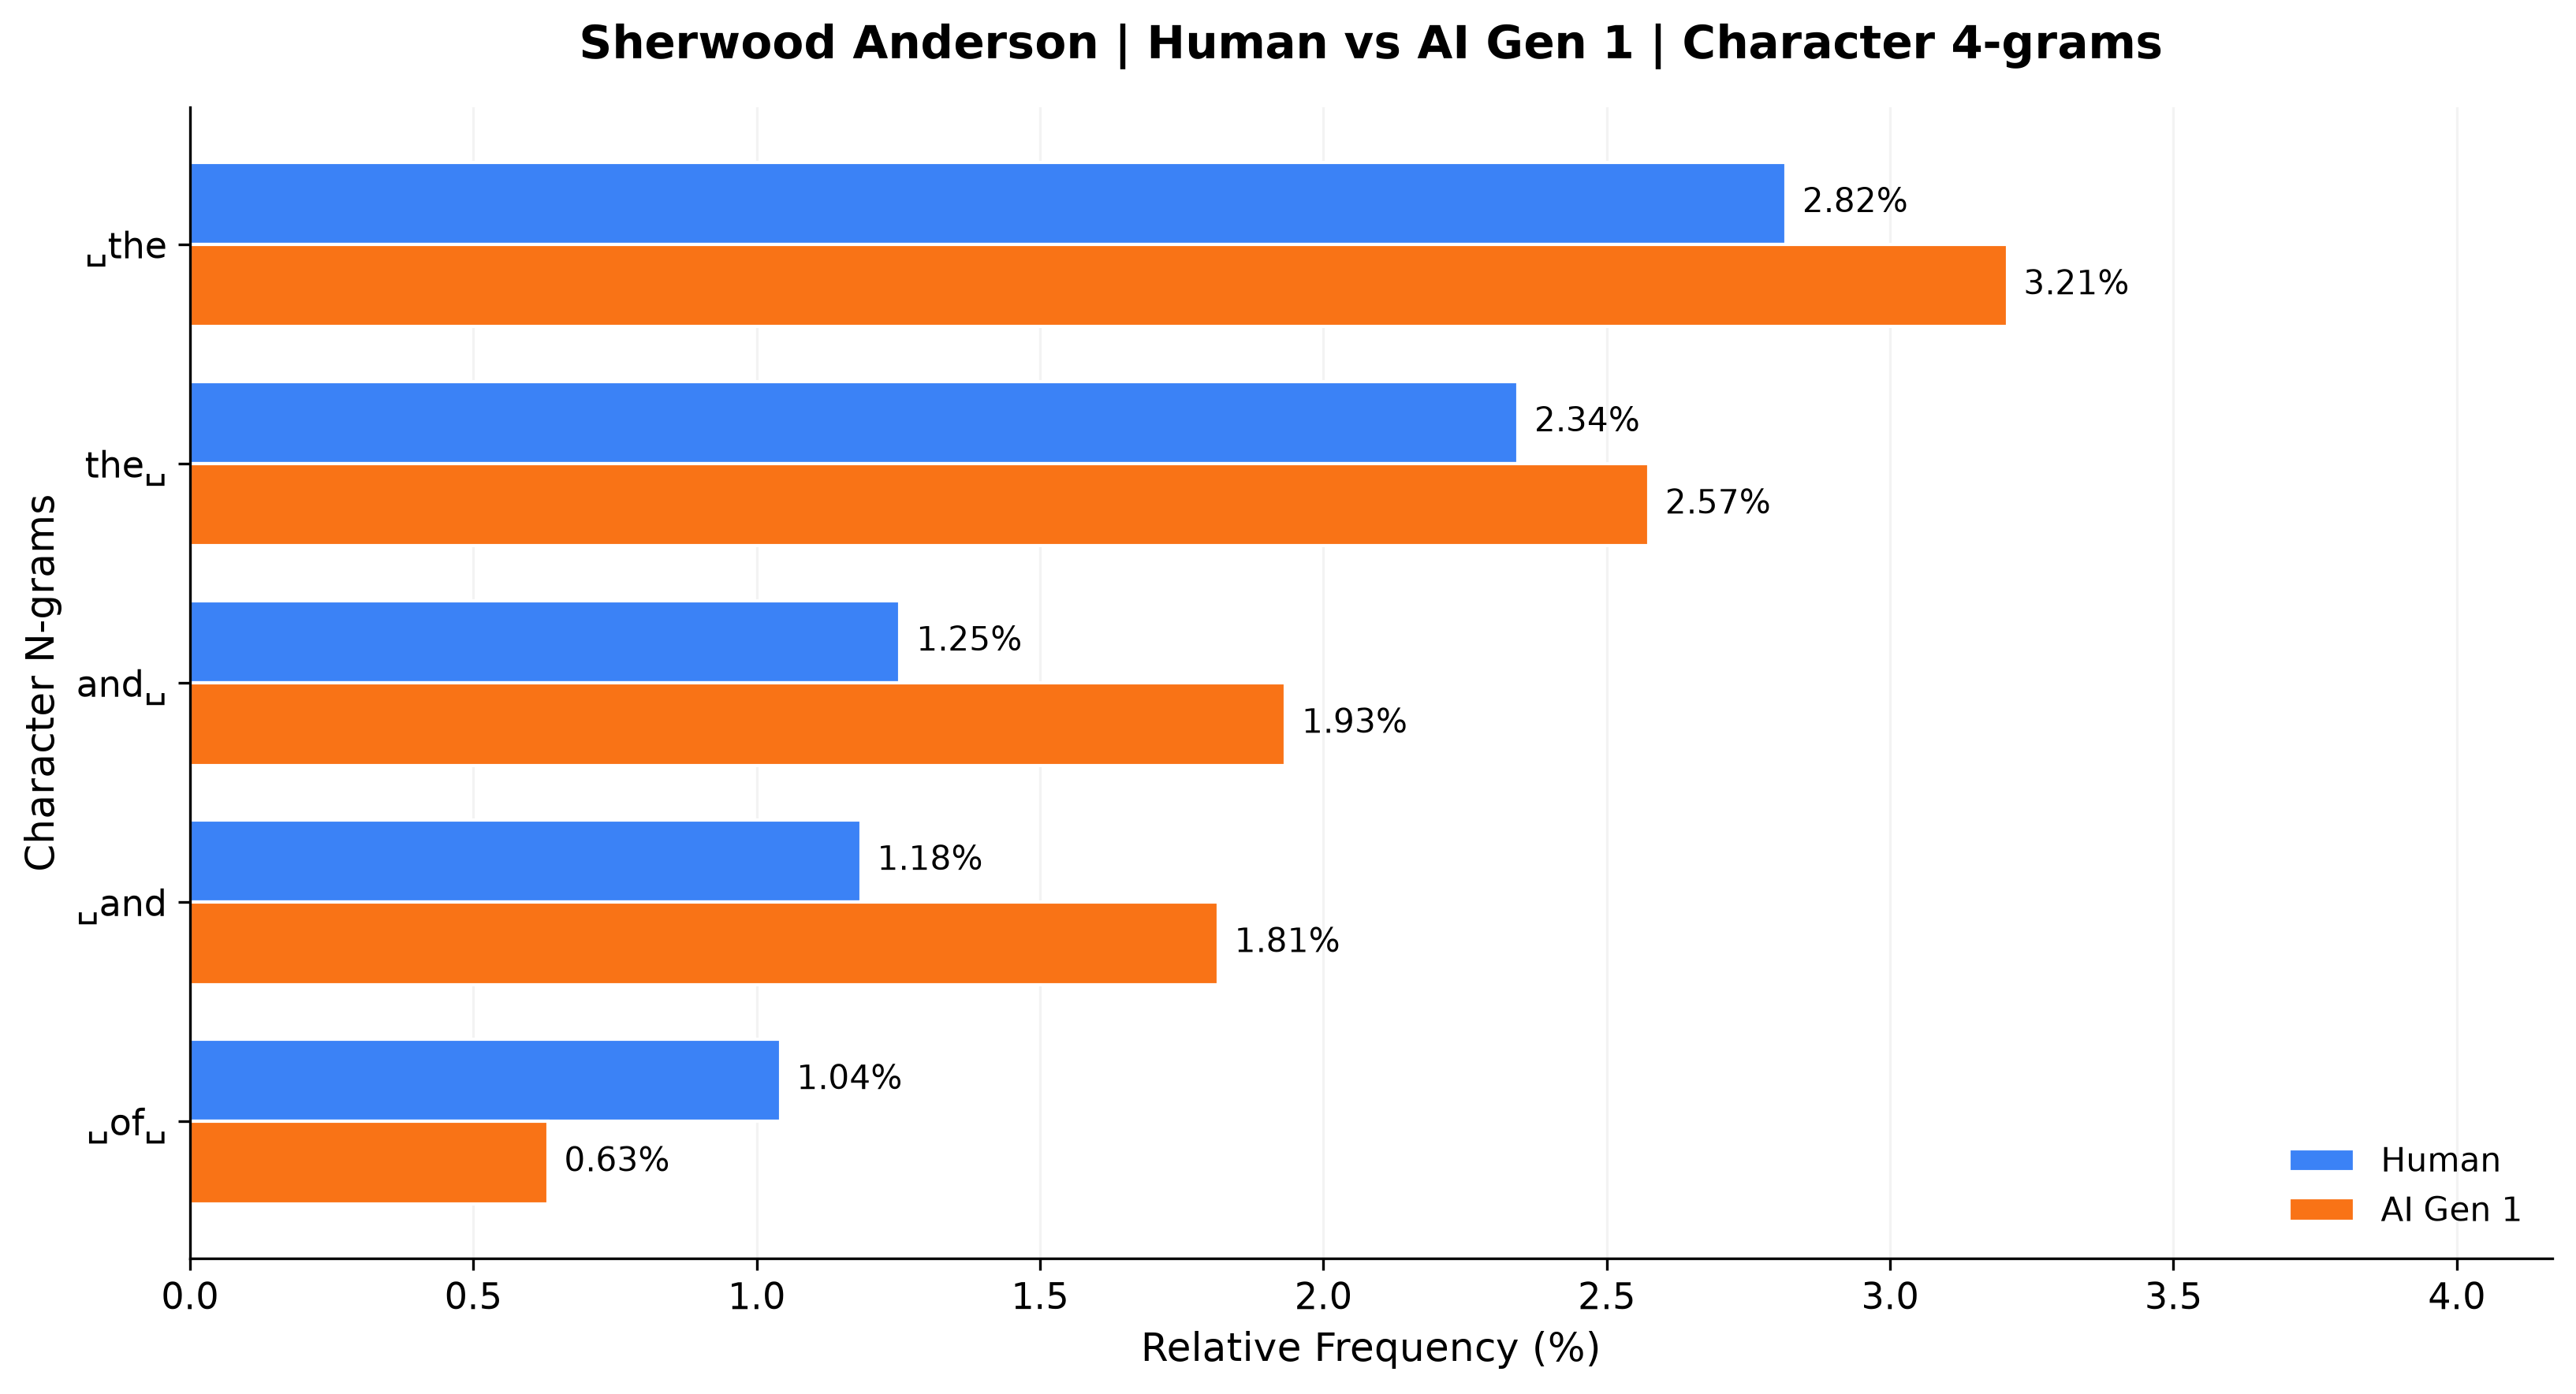 Sherwood Anderson | Human vs AI Gen 1 | Character 4-grams
Character N-grams
␣the
2.82%
3.21%
the␣
2.34%
2.57%
and␣
1.25%
1.93%
␣and
1.18%
1.81%
␣of␣
1.04%
0.63%
Human
AI Gen 1
0.0 0.5 1.0 1.5 2.0 2.5 3.0 3.5 4.0
Relative Frequency (%)